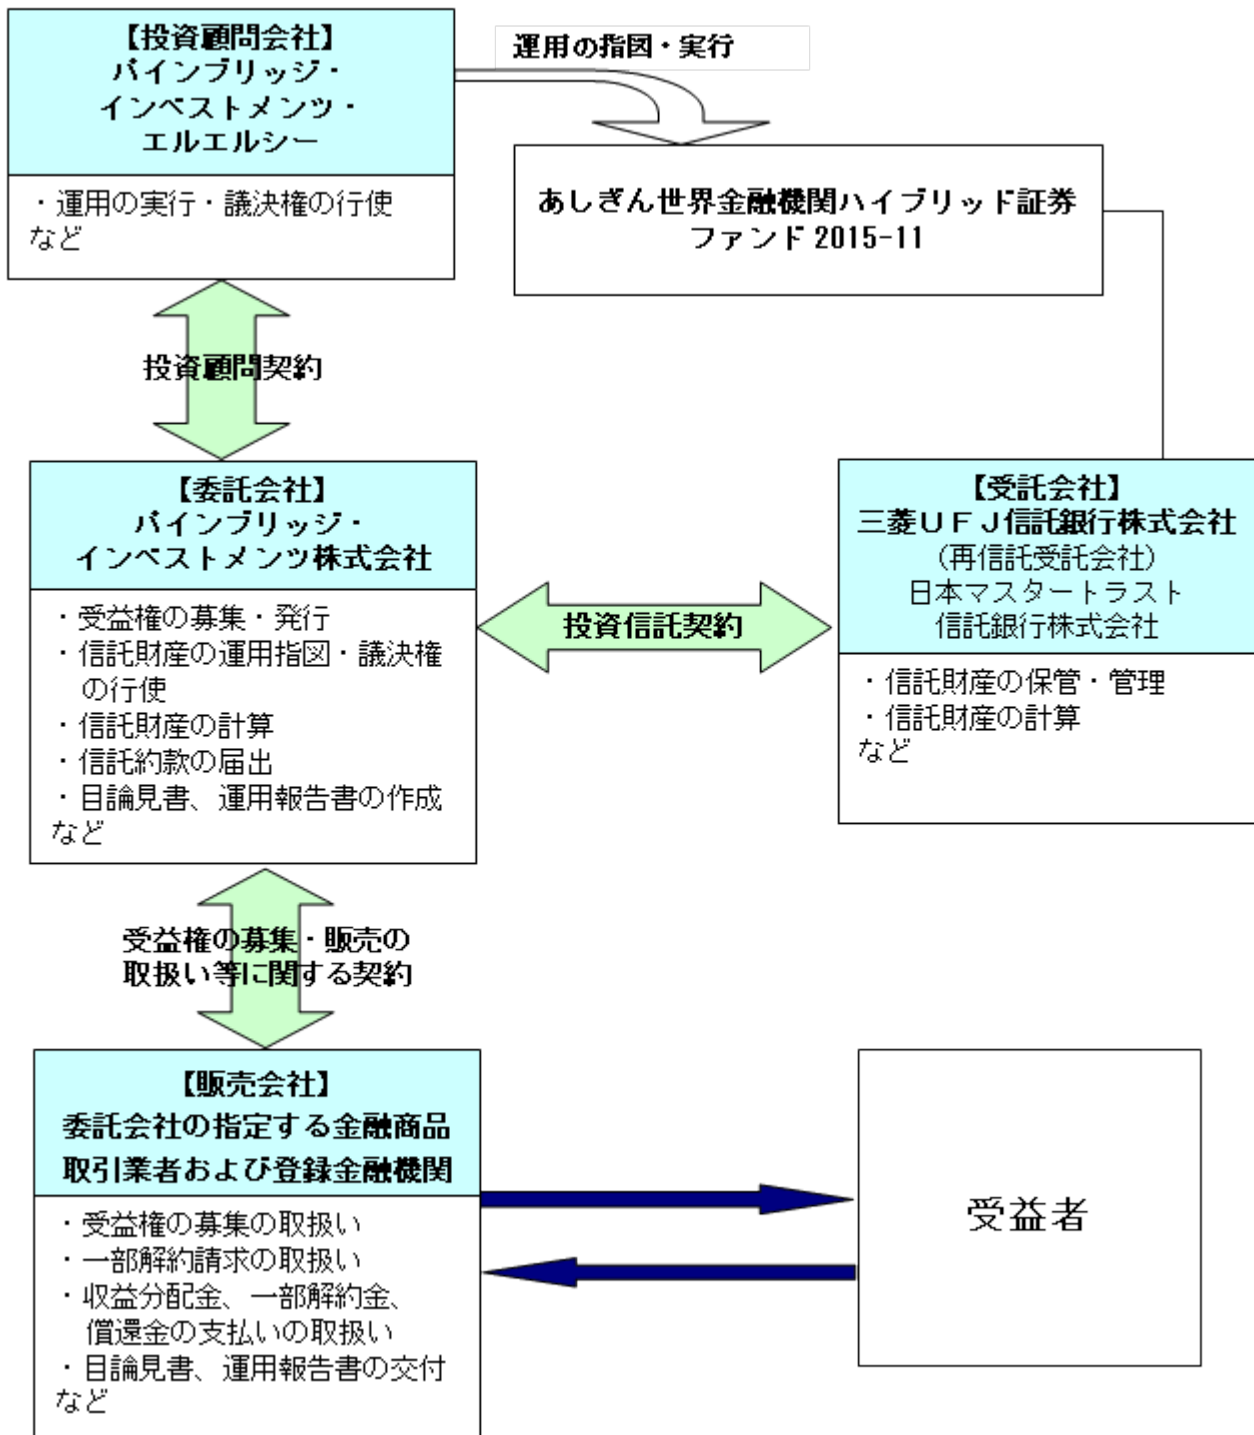 【投資顧問会社】
パインブリッジ・
インベストメンツ・
エルエルシー
・運用の実行・議決権の行使
など
運用の指図・実行
あしぎん世界金融機関ハイブリッド証券
ファンド 2015-11
投資顧問契約
【委託会社】
パインブリッジ・
インベストメンツ株式会社
・受益権の募集・発行
・信託財産の運用指図・議決権
の行使
・信託財産の計算
・信託約款の届出
・目論見書、運用報告書の作成
など
投資信託契約
【受託会社】
三菱ＵＦＪ信託銀行株式会社
（再信託受託会社）
日本マスタートラスト
信託銀行株式会社
・信託財産の保管・管理
・信託財産の計算
など
受益権の募集・販売の
取扱い等に関する契約
【販売会社】
委託会社の指定する金融商品
取引業者および登録金融機関
・受益権の募集の取扱い
・一部解約請求の取扱い
・収益分配金、一部解約金、
償還金の支払いの取扱い
・目論見書、運用報告書の交付
など
受益者